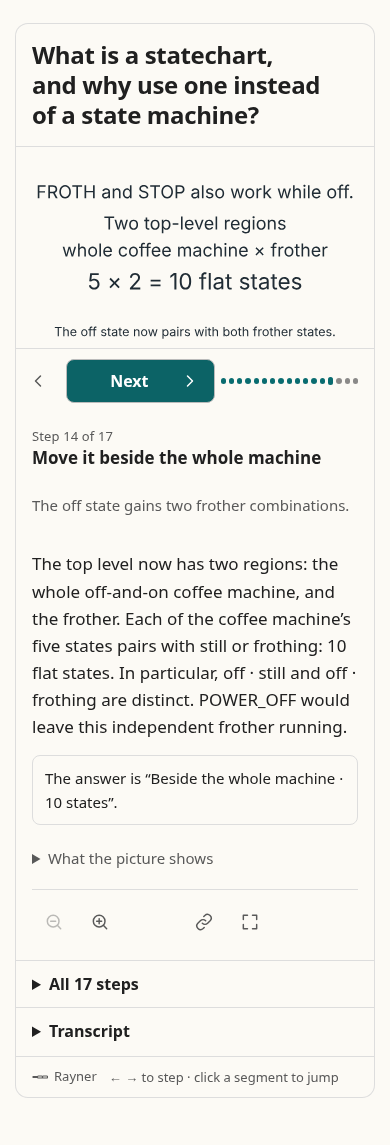 What is a statechart,
and why use one instead
of a state machine?
FROTH and STOP also work while off.
Two top-level regions
whole coffee machine × frother
5 × 2 = 10 flat states
The off state now pairs with both frother states.
Next
Step 14 of 17
Move it beside the whole machine
The off state gains two frother combinations.
The top level now has two regions: the
whole off-and-on coffee machine, and
the frother. Each of the coffee machine’s
five states pairs with still or frothing: 10
flat states. In particular, off · still and off ·
frothing are distinct. POWER_OFF would
leave this independent frother running.
The answer is “Beside the whole machine ·
10 states”.
What the picture shows
All 17 steps
Transcript
Rayner ← → to step · click a segment to jump